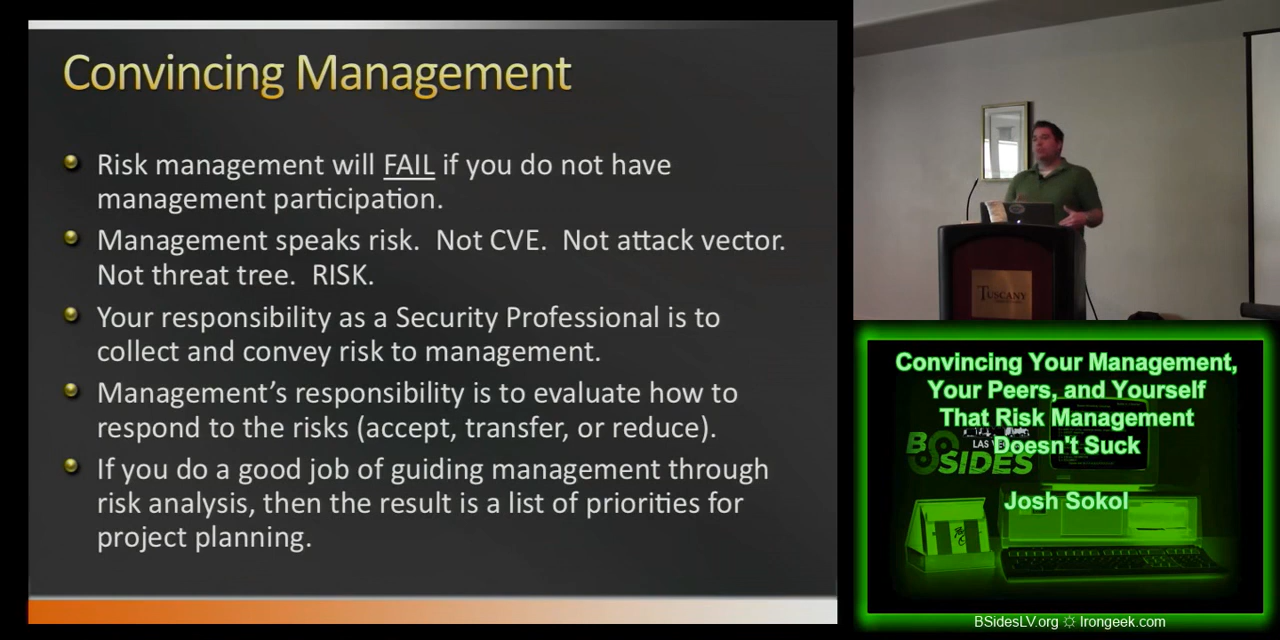 Convincing Management
Risk management will FAIL if you do not have
management participation.
Management speaks risk.  Not CVE.  Not attack vector.
Not threat tree.  RISK.
Your responsibility as a Security Professional is to
collect and convey risk to management.
Management's responsibility is to evaluate how to
respond to the risks (accept, transfer, or reduce).
If you do a good job of guiding management through
risk analysis, then the result is a list of priorities for
project planning.
TUSCANY
Convincing Your Management,
Your Peers, and Yourself
That Risk Management
Doesn't Suck
LAS
BSIDES
Josh Sokol
BSidesLV.org ☼ Irongeek.com